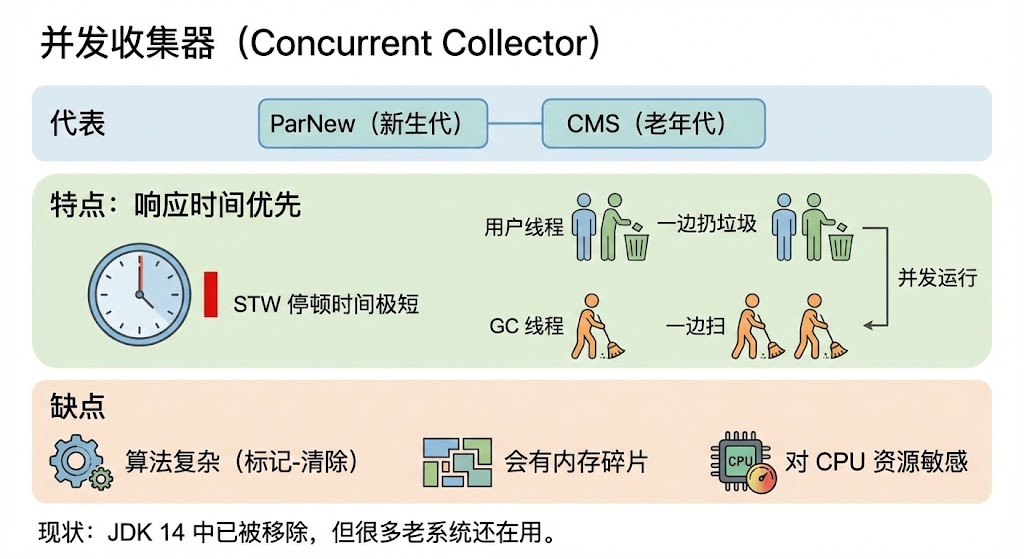 并发收集器（Concurrent Collector）
代表
ParNew（新生代）
CMS（老年代）
特点：响应时间优先
STW 停顿时间极短
用户线程
一边扔垃圾
GC 线程
一边扫
并发运行
缺点
算法复杂（标记-清除）
会有内存碎片
CPU
对 CPU 资源敏感
现状：JDK 14 中已被移除，但很多老系统还在用。